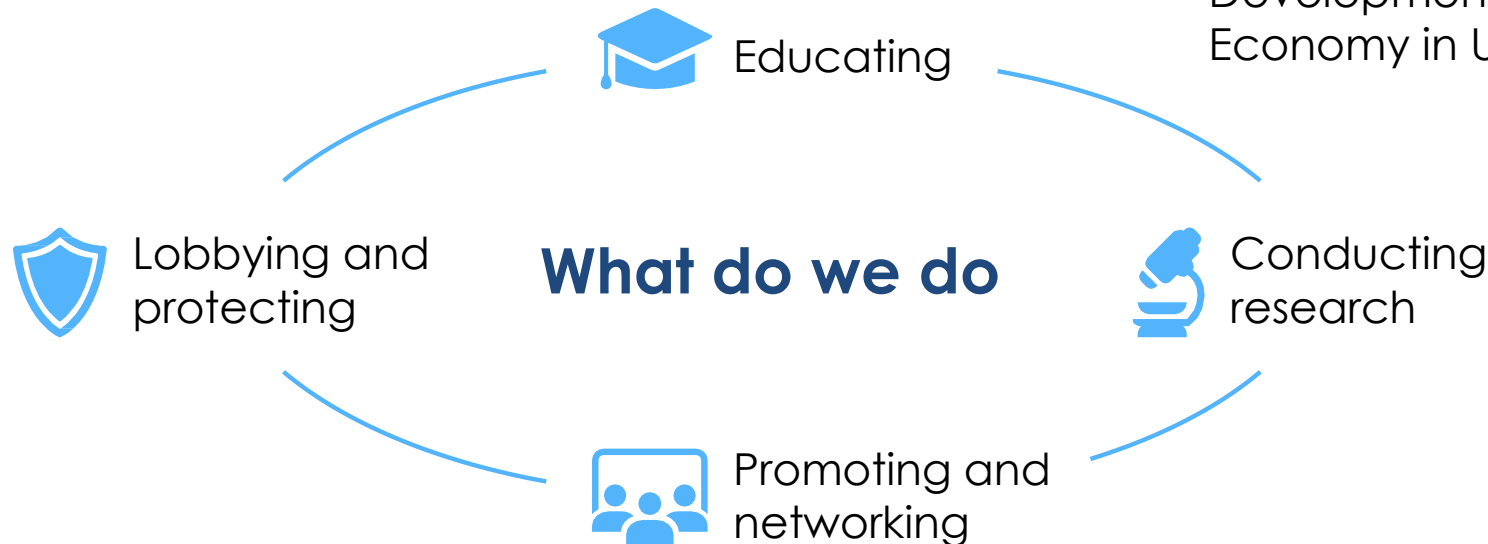 Economy in
Educating
Lobbying and
protecting
What do we do
Conducting
research
Promoting and
networking